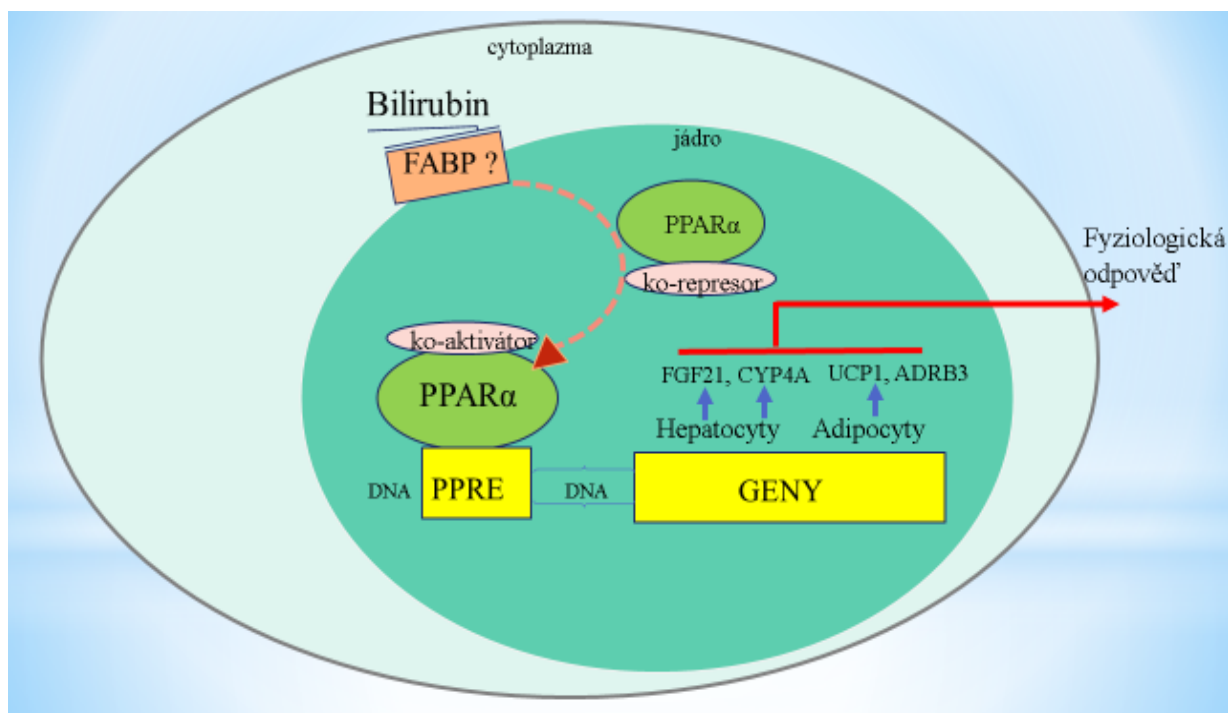 cytoplazma
Bilirubin
FABP ?
jádro
PPARα
ko-represor
Fyziologická
odpověď
ko-aktivátor
PPARα
FGF21, CYP4A UCP1, ADRB3
Hepatocyty Adipocyty
DNA PPRE DNA GENY